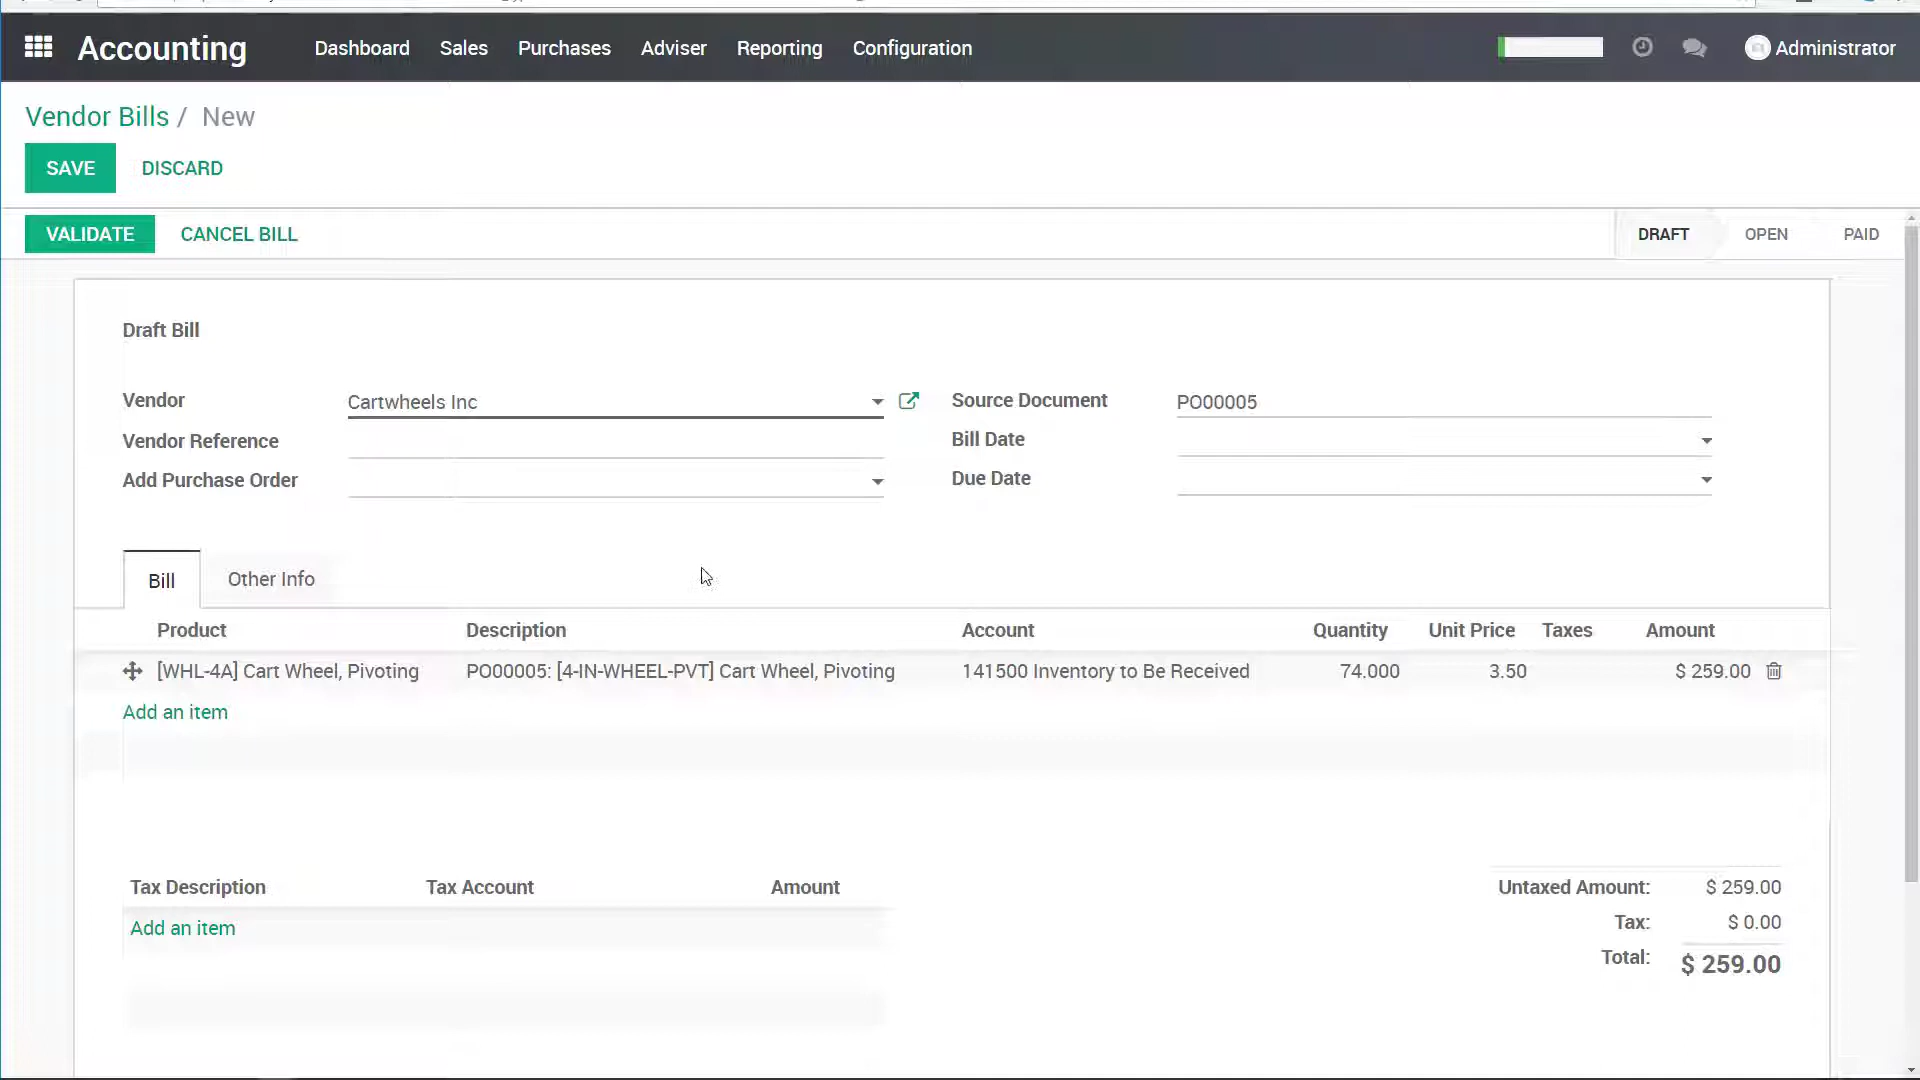 Accounting Dashboard Sales Purchases Adviser Reporting Configuration Administrator
Vendor Bills / New
SAVE DISCARD
VALIDATE CANCEL BILL DRAFT OPEN PAID
Draft Bill
Vendor Cartwheels Inc Source Document PO00005
Vendor Reference Bill Date
Add Purchase Order Due Date
Bill Other Info
Product Description Account Quantity Unit Price Taxes Amount
[WHL-4A] Cart Wheel, Pivoting PO00005: [4-IN-WHEEL-PVT] Cart Wheel, Pivoting 141500 Inventory to Be Received 74.000 3.50 $ 259.00
Add an item
Tax Description Tax Account Amount Untaxed Amount: $ 259.00
Add an item Tax: $ 0.00
Total: $ 259.00